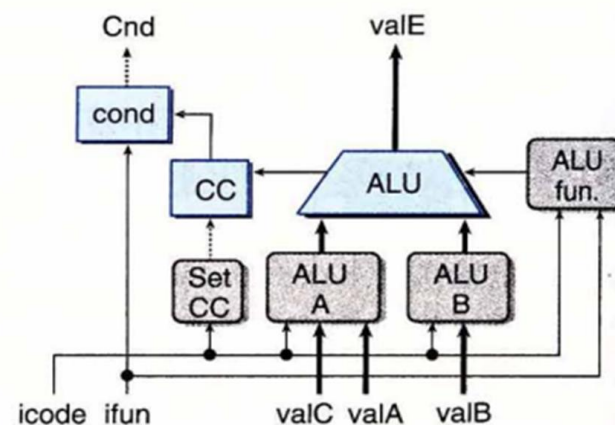 Cnd
valE
cond
ALU
fun.
CC
ALU
Set
CC
ALU
A
ALU
B
icode
ifun
valC
valA
valB